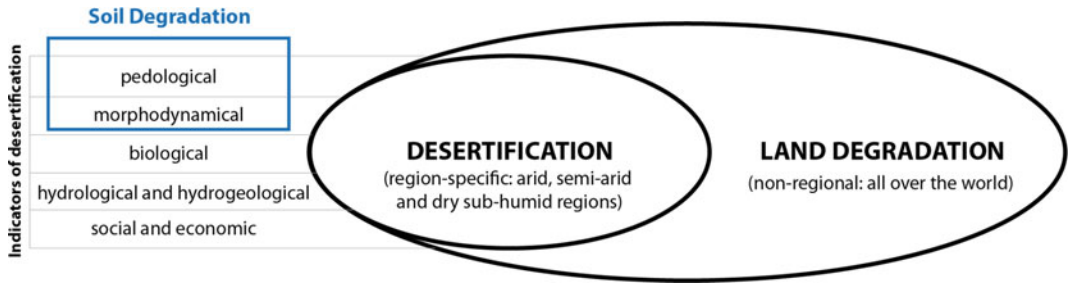 Soil Degradation
Indicators of desertification
pedological
morphodynamical
biological
hydrological and hydrogeological
social and economic
DESERTIFICATION
(region-specific: arid, semi-arid
and dry sub-humid regions)
LAND DEGRADATION
(non-regional: all over the world)